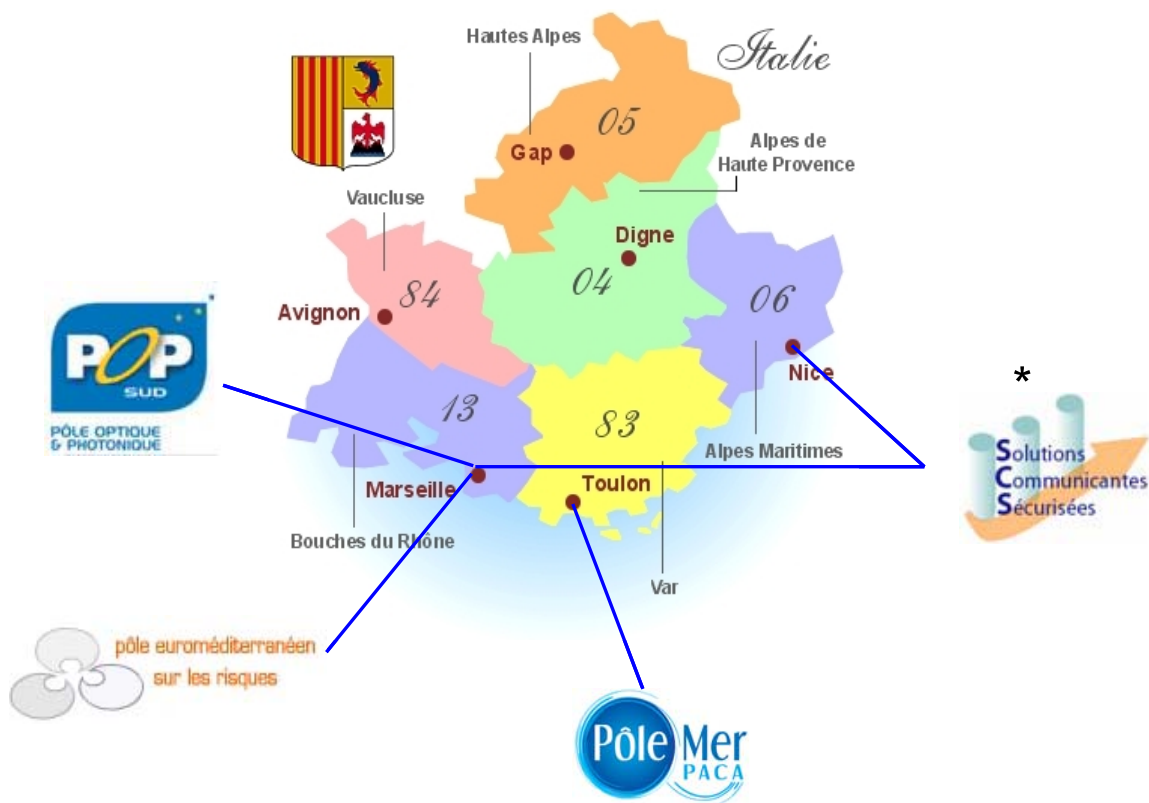 Hautes Alpes
Italie
05
Gap
Alpes de
Haute Provence
Vaucluse
Digne
84
04
06
Avignon
POP
SUD
PÔLE OPTIQUE
& PHOTONIQUE
Nice
*
13
83
Alpes Maritimes
Solutions
Communicantes
Sécurisées
Marseille
Toulon
Bouches du Rhône
Var
pôle euroméditerranéen
sur les risques
Pôle Mer
PACA